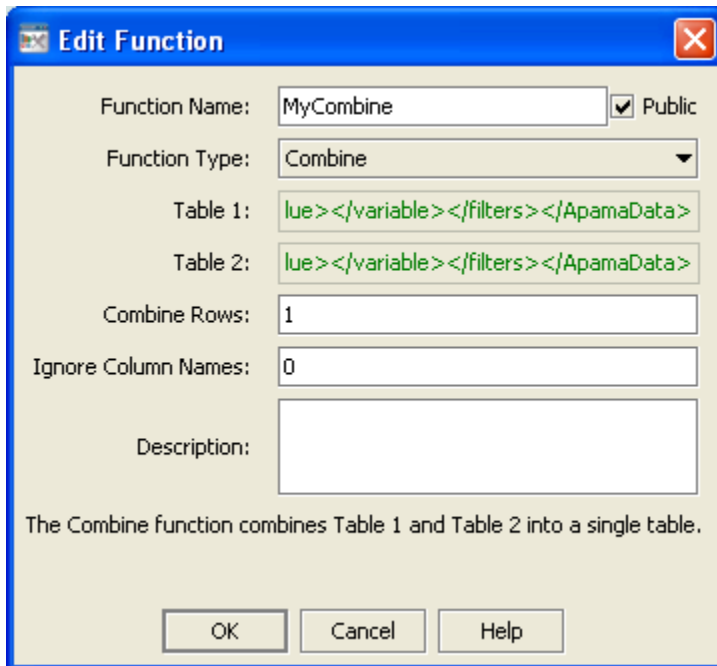 Edit Function
Function Name: MyCombine Public
Function Type: Combine
Table 1: lue></variable></filters></ApamaData>
Table 2: lue></variable></filters></ApamaData>
Combine Rows: 1
Ignore Column Names: 0
Description:
The Combine function combines Table 1 and Table 2 into a single table.
OK Cancel Help